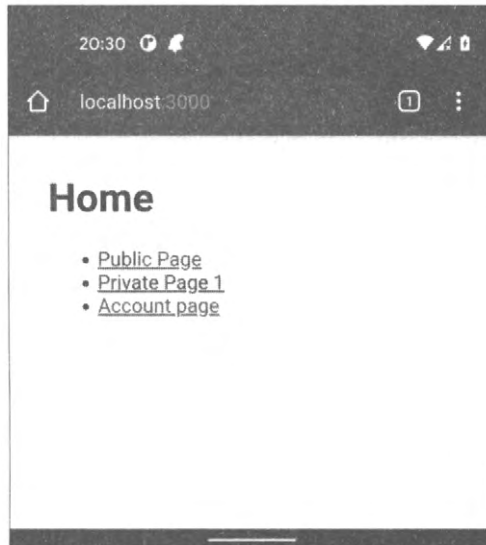 20:30
localhost:3000
1
Home
• Public Page
• Private Page 1
• Account page